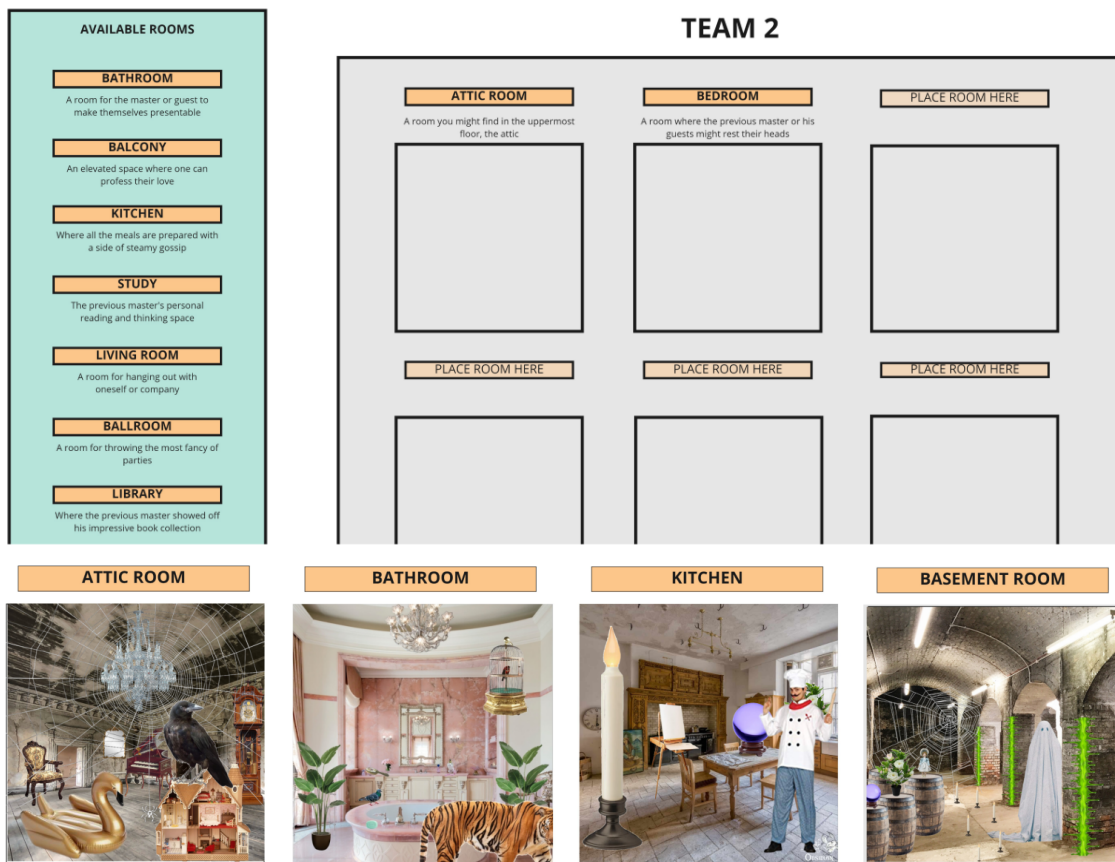 AVAILABLE ROOMS
BATHROOM
A room for the master or guest to
make themselves presentable
BALCONY
An elevated space where one can
profess their love
KITCHEN
Where all the meals are prepared with
a side of steamy gossip
STUDY
The previous master's personal
reading and thinking space
LIVING ROOM
A room for hanging out with
oneself or company
BALLROOM
A room for throwing the most fancy of
parties
LIBRARY
Where the previous master showed off
his impressive book collection
TEAM 2
ATTIC ROOM
A room you might find in the uppermost
floor, the attic
BEDROOM
A room where the previous master or his
guests might rest their heads
PLACE ROOM HERE
PLACE ROOM HERE
PLACE ROOM HERE
PLACE ROOM HERE
ATTIC ROOM
BATHROOM
KITCHEN
BASEMENT ROOM